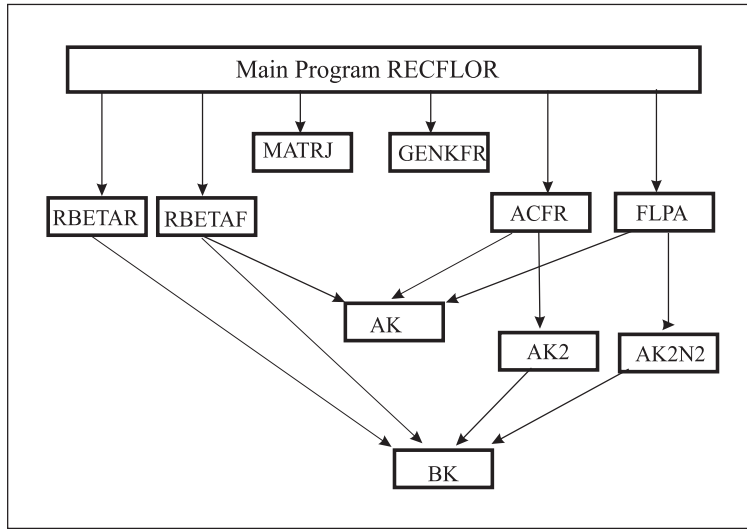 Main Program RECFLOR
MATRJ
GENKFR
RBETAR
RBETAF
ACFR
FLPA
AK
AK2
AK2N2
BK